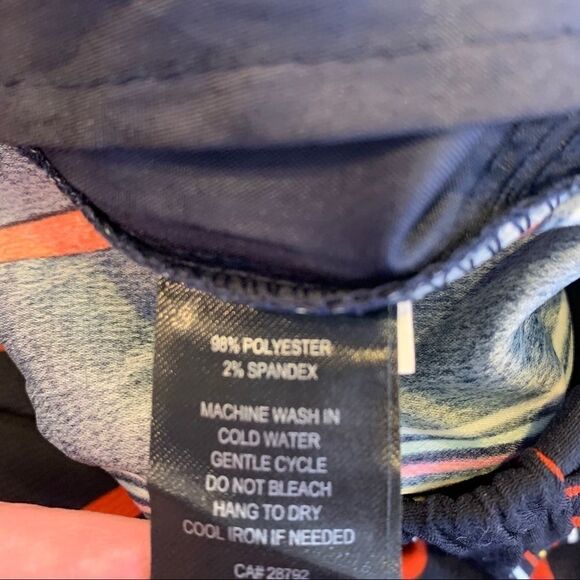 98% POLYESTER
2% SPANDEX
MACHINE WASH IN
COLD WATER
GENTLE CYCLE
DO NOT BLEACH
HANG TO DRY
COOL IRON IF NEEDED
CA# 28792